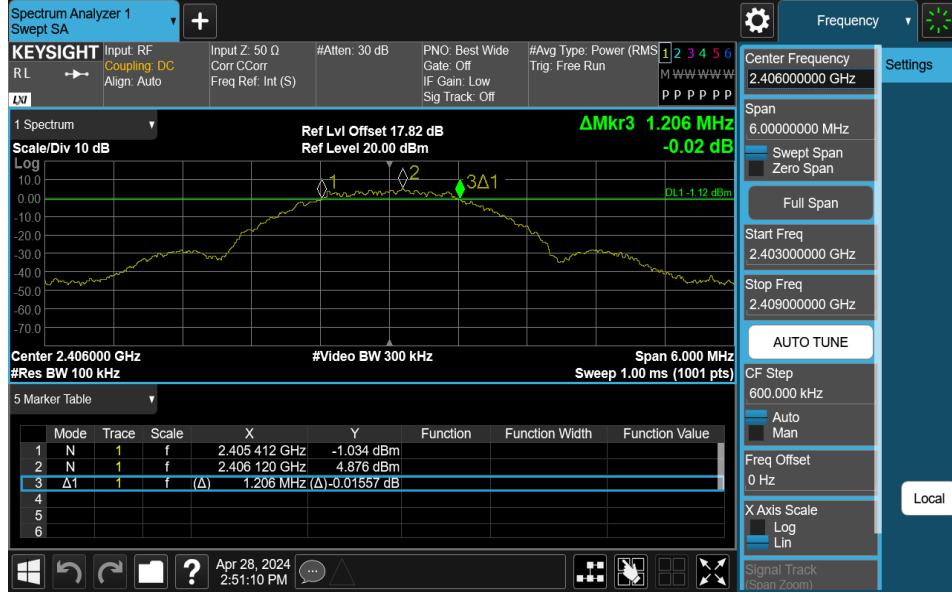 Spectrum Analyzer 1
Swept SA
Frequency
KEYSIGHT
RL
LXI
Input: RF
Coupling: DC
Align: Auto
Input Z: 50 Ω
Corr CCorr
Freq Ref: Int (S)
#Atten: 30 dB
PNO: Best Wide
Gate: Off
IF Gain: Low
Sig Track: Off
#Avg Type: Power (RMS
Trig: Free Run
1 2 3 4 5 6
M W W W W W
P P P P P P
1 Spectrum
Scale/Div 10 dB
Ref Lvl Offset 17.82 dB
Ref Level 20.00 dBm
ΔMkr3 1.206 MHz
-0.02 dB
Log
10.0
0.00
-10.0
-20.0
-30.0
-40.0
-50.0
-60.0
-70.0
1
2
3Δ1
DL1 -1.12 dBm
Center 2.406000 GHz
#Res BW 100 kHz
#Video BW 300 kHz
Span 6.000 MHz
Sweep 1.00 ms (1001 pts)
5 Marker Table
Mode Trace Scale X Y Function Function Width Function Value
1 N 1 f 2.405 412 GHz -1.034 dBm
2 N 1 f 2.406 120 GHz 4.876 dBm
3 Δ1 1 f (Δ) 1.206 MHz (Δ) -0.01557 dB
4
5
6
?
Apr 28, 2024
2:51:10 PM
Center Frequency
2.406000000 GHz
Settings
Span
6.00000000 MHz
Swept Span
Zero Span
Full Span
Start Freq
2.403000000 GHz
Stop Freq
2.409000000 GHz
AUTO TUNE
CF Step
600.000 kHz
Auto
Man
Freq Offset
0 Hz
Local
X Axis Scale
Log
Lin
Signal Track
(Span Zoom)